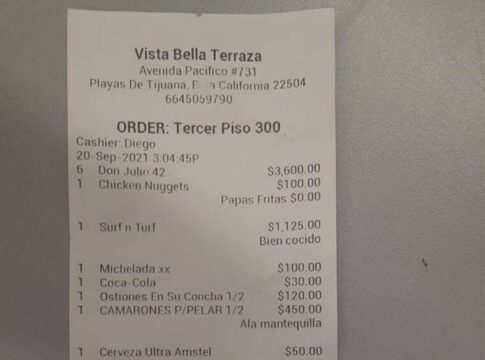 Vista Bella Terraza
Avenida Pacifico #731
Playas De Tijuana, California 22504
6645059790
ORDER: Tercer Piso 300
Cashier: Diego
20-Sep-2021 3:04:45P
6 Don Julio 42 $3,600.00
1 Chicken Nuggets $100.00
Papas Fritas $0.00
1 Surf n Turf $1,125.00
Bien cocido
1 Michelada xx $100.00
1 Coca-Cola $30.00
1 Ostiones En Su Concha 1/2 $120.00
1 CAMARONES P/PELAR 1/2 $450.00
Ala mantequilla
1 Cerveza Ultra Amstel $50.00